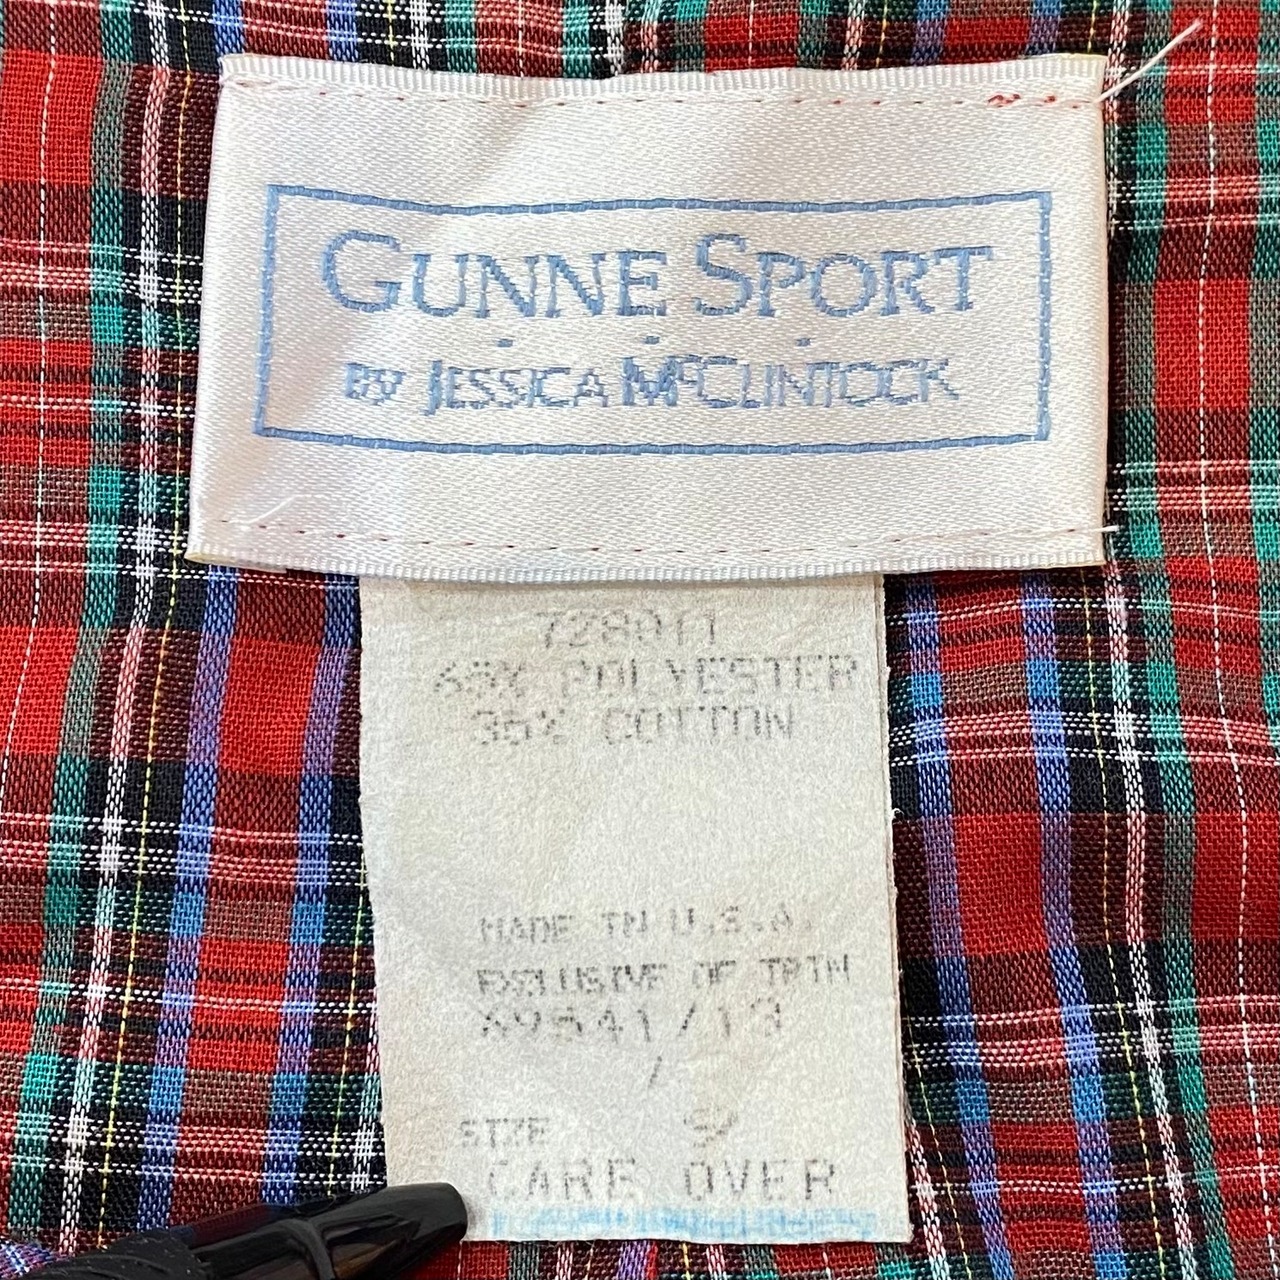 GUNNE SPORT
BY JESSICA McCLINTOCK
728011
65% POLYESTER
35% COTTON
MADE IN U.S.A.
EXCLUSIVE OF TRIM
/
SIZE 9
CARE OVER